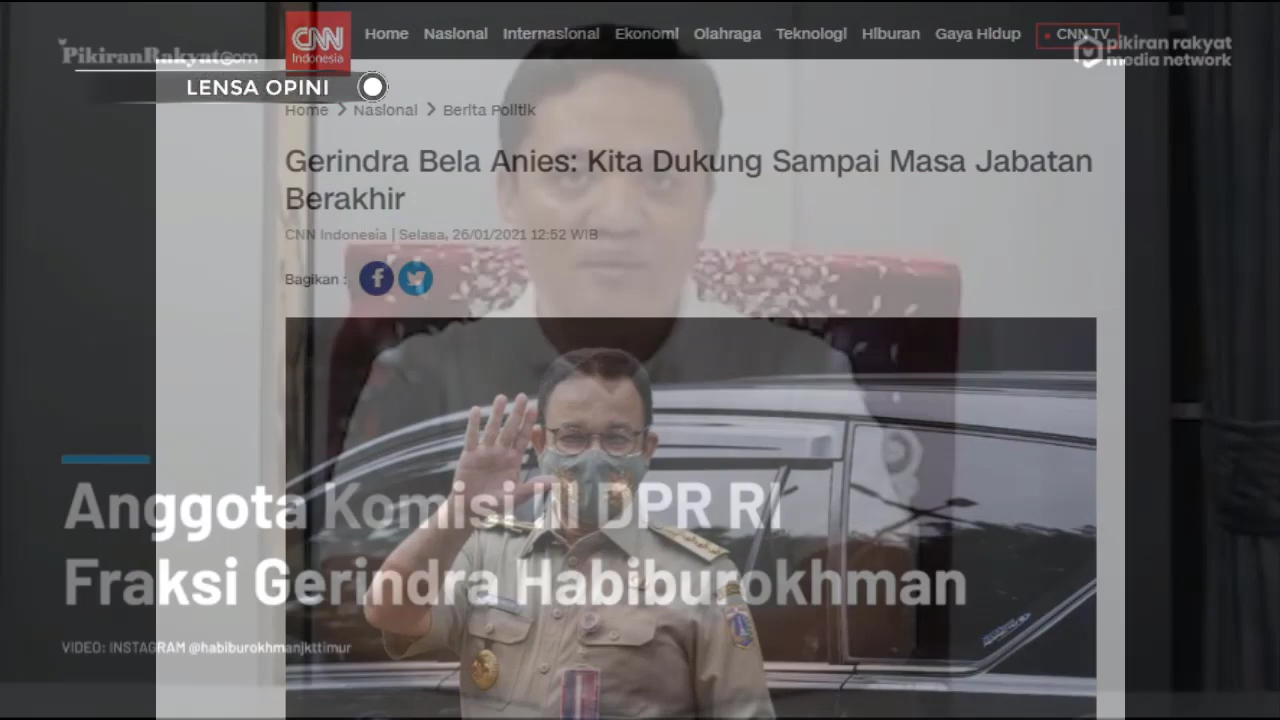 PikiranRakyat.com
CNN
Indonesia
Home Nasional Internasional Ekonomi Olahraga Teknologi Hiburan Gaya Hidup CNN TV
pikiran rakyat
media network
LENSA OPINI
Home > Nasional > Berita Politik
Gerindra Bela Anies: Kita Dukung Sampai Masa Jabatan
Berakhir
CNN Indonesia | Selasa, 26/01/2021 12:52 WIB
Bagikan :
Anggota Komisi III DPR RI
Fraksi Gerindra Habiburokhman
VIDEO: INSTAGRAM @habiburokhmanjkttimur